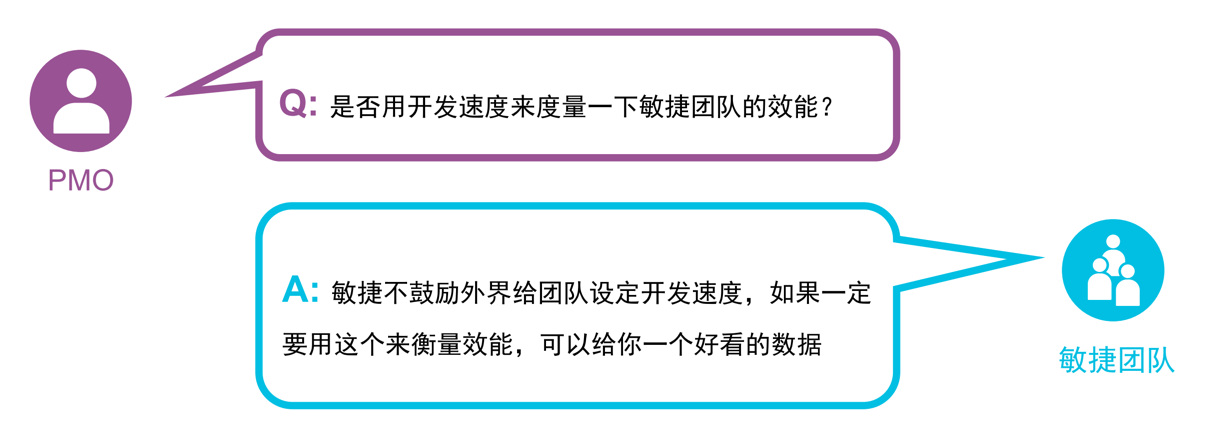 Q: 是否用开发速度来度量一下敏捷团队的效能？
PMO
A: 敏捷不鼓励外界给团队设定开发速度，如果一定
要用这个来衡量效能，可以给你一个好看的数据
敏捷团队